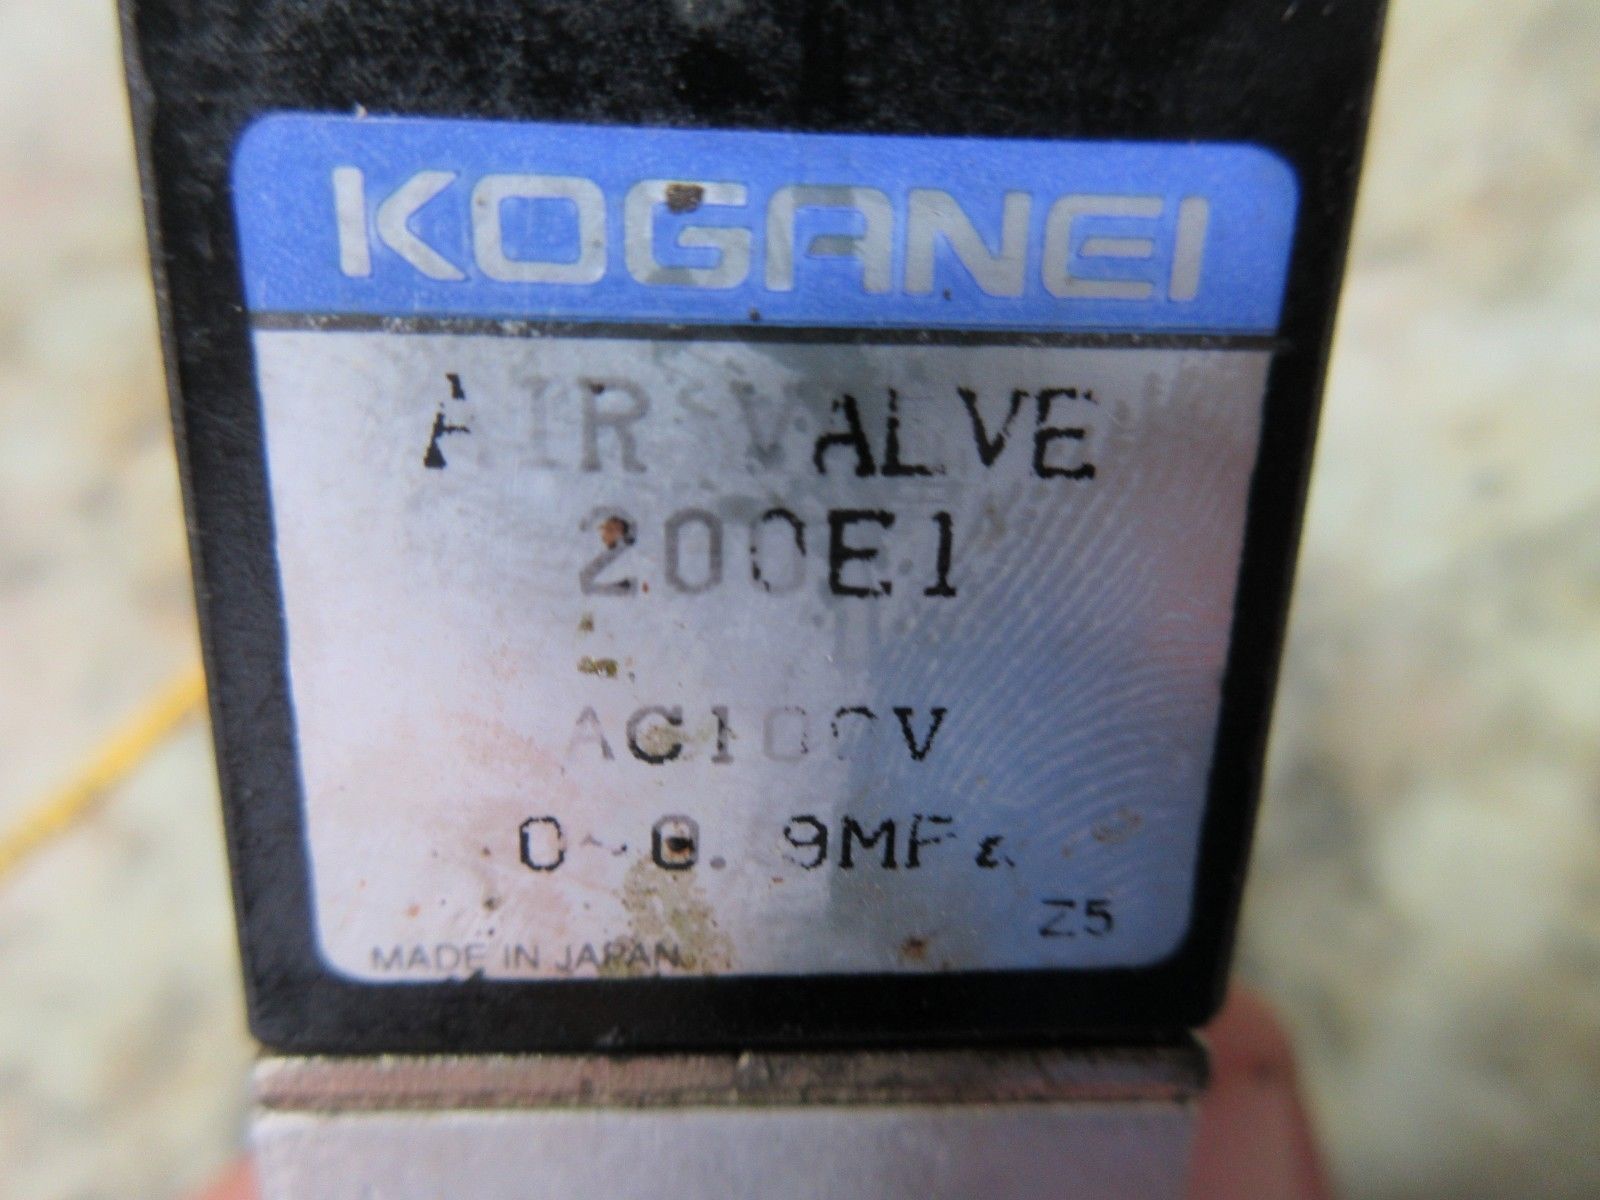 KOGANEI
AIR VALVE
200E1
AC100V
0~0.9MPa
Z5
MADE IN JAPAN